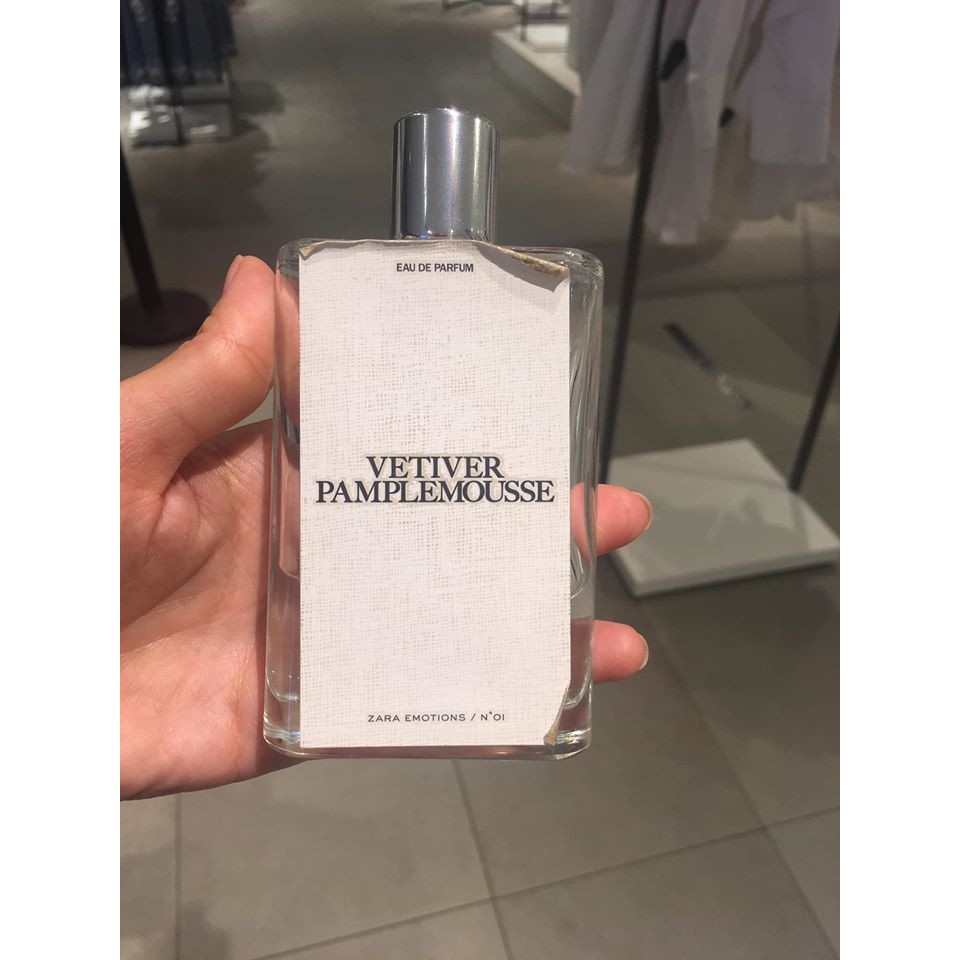 EAU DE PARFUM
VETIVER
PAMPLEMOUSSE
ZARA EMOTIONS / N°01